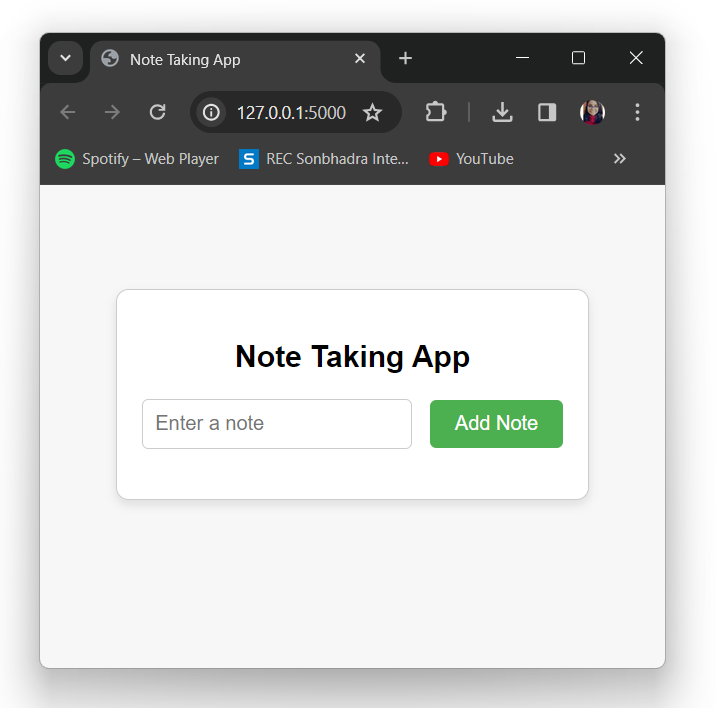 Note Taking App
127.0.0.1:5000
Spotify – Web Player S REC Sonbhadra Inte... YouTube
Note Taking App
Enter a note Add Note